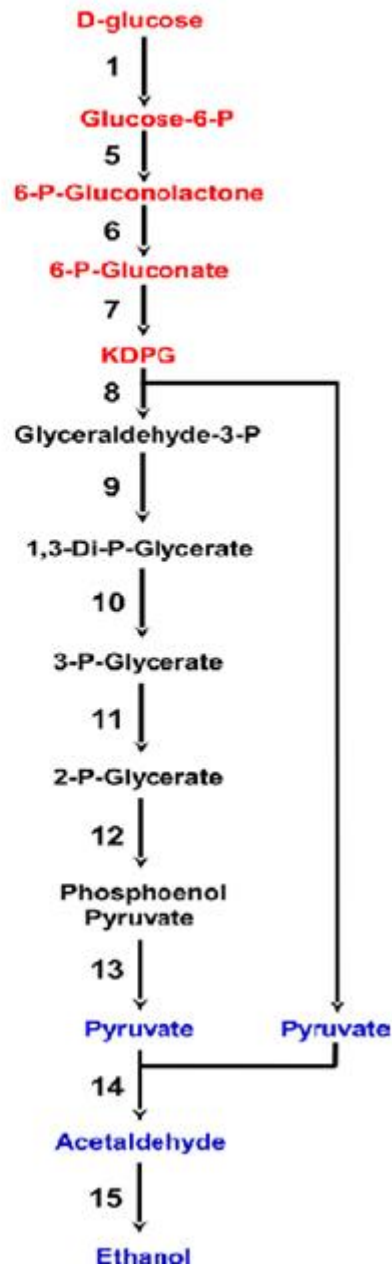 D-glucose
1
Glucose-6-P
5
6-P-Gluconolactone
6
6-P-Gluconate
7
KDPG
8
Glyceraldehyde-3-P
9
1,3-Di-P-Glycerate
10
3-P-Glycerate
11
2-P-Glycerate
12
Phosphoenol
Pyruvate
13
Pyruvate Pyruvate
14
Acetaldehyde
15
Ethanol